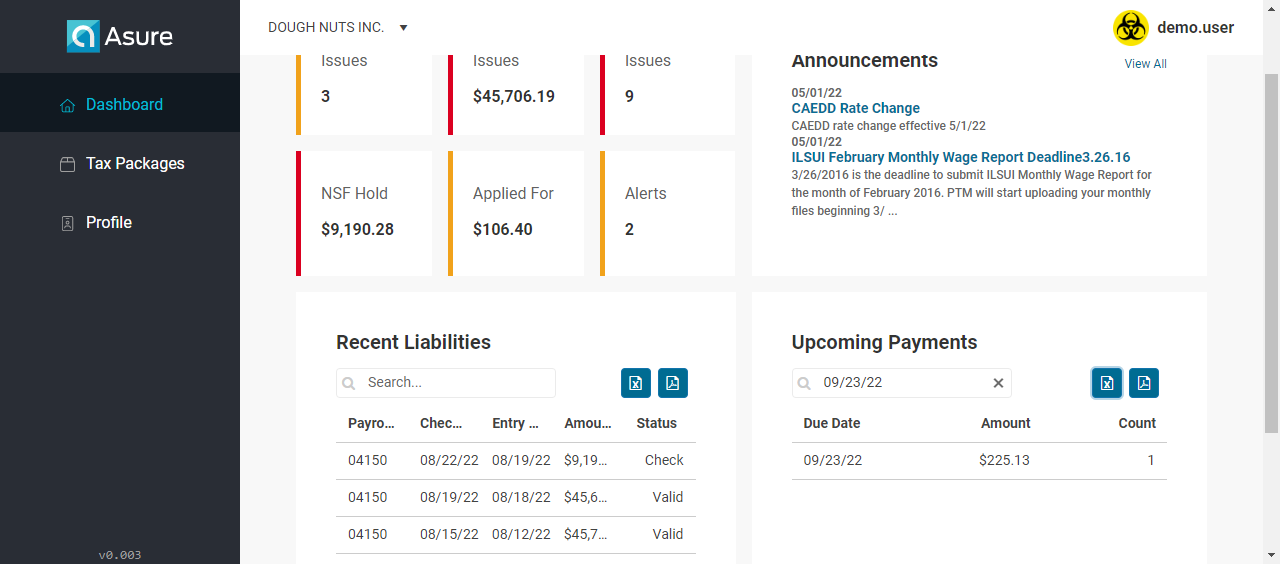 Asure
DOUGH NUTS INC.
demo.user
Dashboard
Tax Packages
Profile
v0.003
Issues
3
Issues
$45,706.19
Issues
9
NSF Hold
$9,190.28
Applied For
$106.40
Alerts
2
Announcements
View All
05/01/22
CAEDD Rate Change
CAEDD rate change effective 5/1/22
05/01/22
ILSUI February Monthly Wage Report Deadline3.26.16
3/26/2016 is the deadline to submit ILSUI Monthly Wage Report for
the month of February 2016. PTM will start uploading your monthly
files beginning 3/ ...
Recent Liabilities
Search...
Payro... Chec... Entry ... Amou... Status
04150 08/22/22 08/19/22 $9,19... Check
04150 08/19/22 08/18/22 $45,6... Valid
04150 08/15/22 08/12/22 $45,7... Valid
Upcoming Payments
09/23/22
Due Date Amount Count
09/23/22 $225.13 1